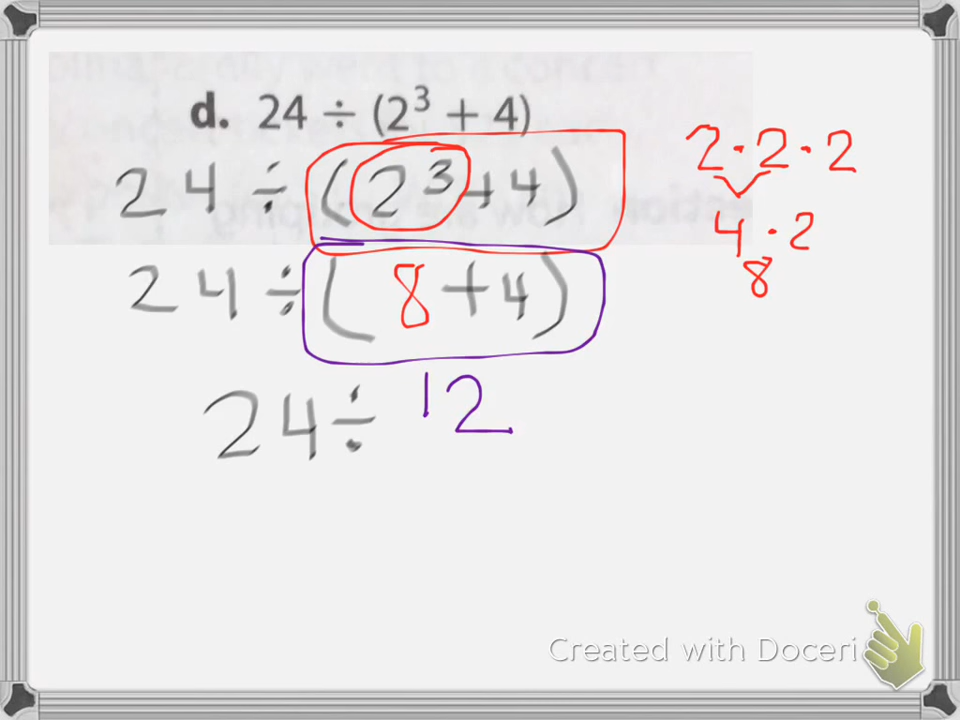 d. 24 ÷ (2³ + 4)
24 ÷ (2³+4)
2 · 2 · 2
4 · 2
8
24 ÷ (8+4)
24 ÷ 12
Created with Doceri